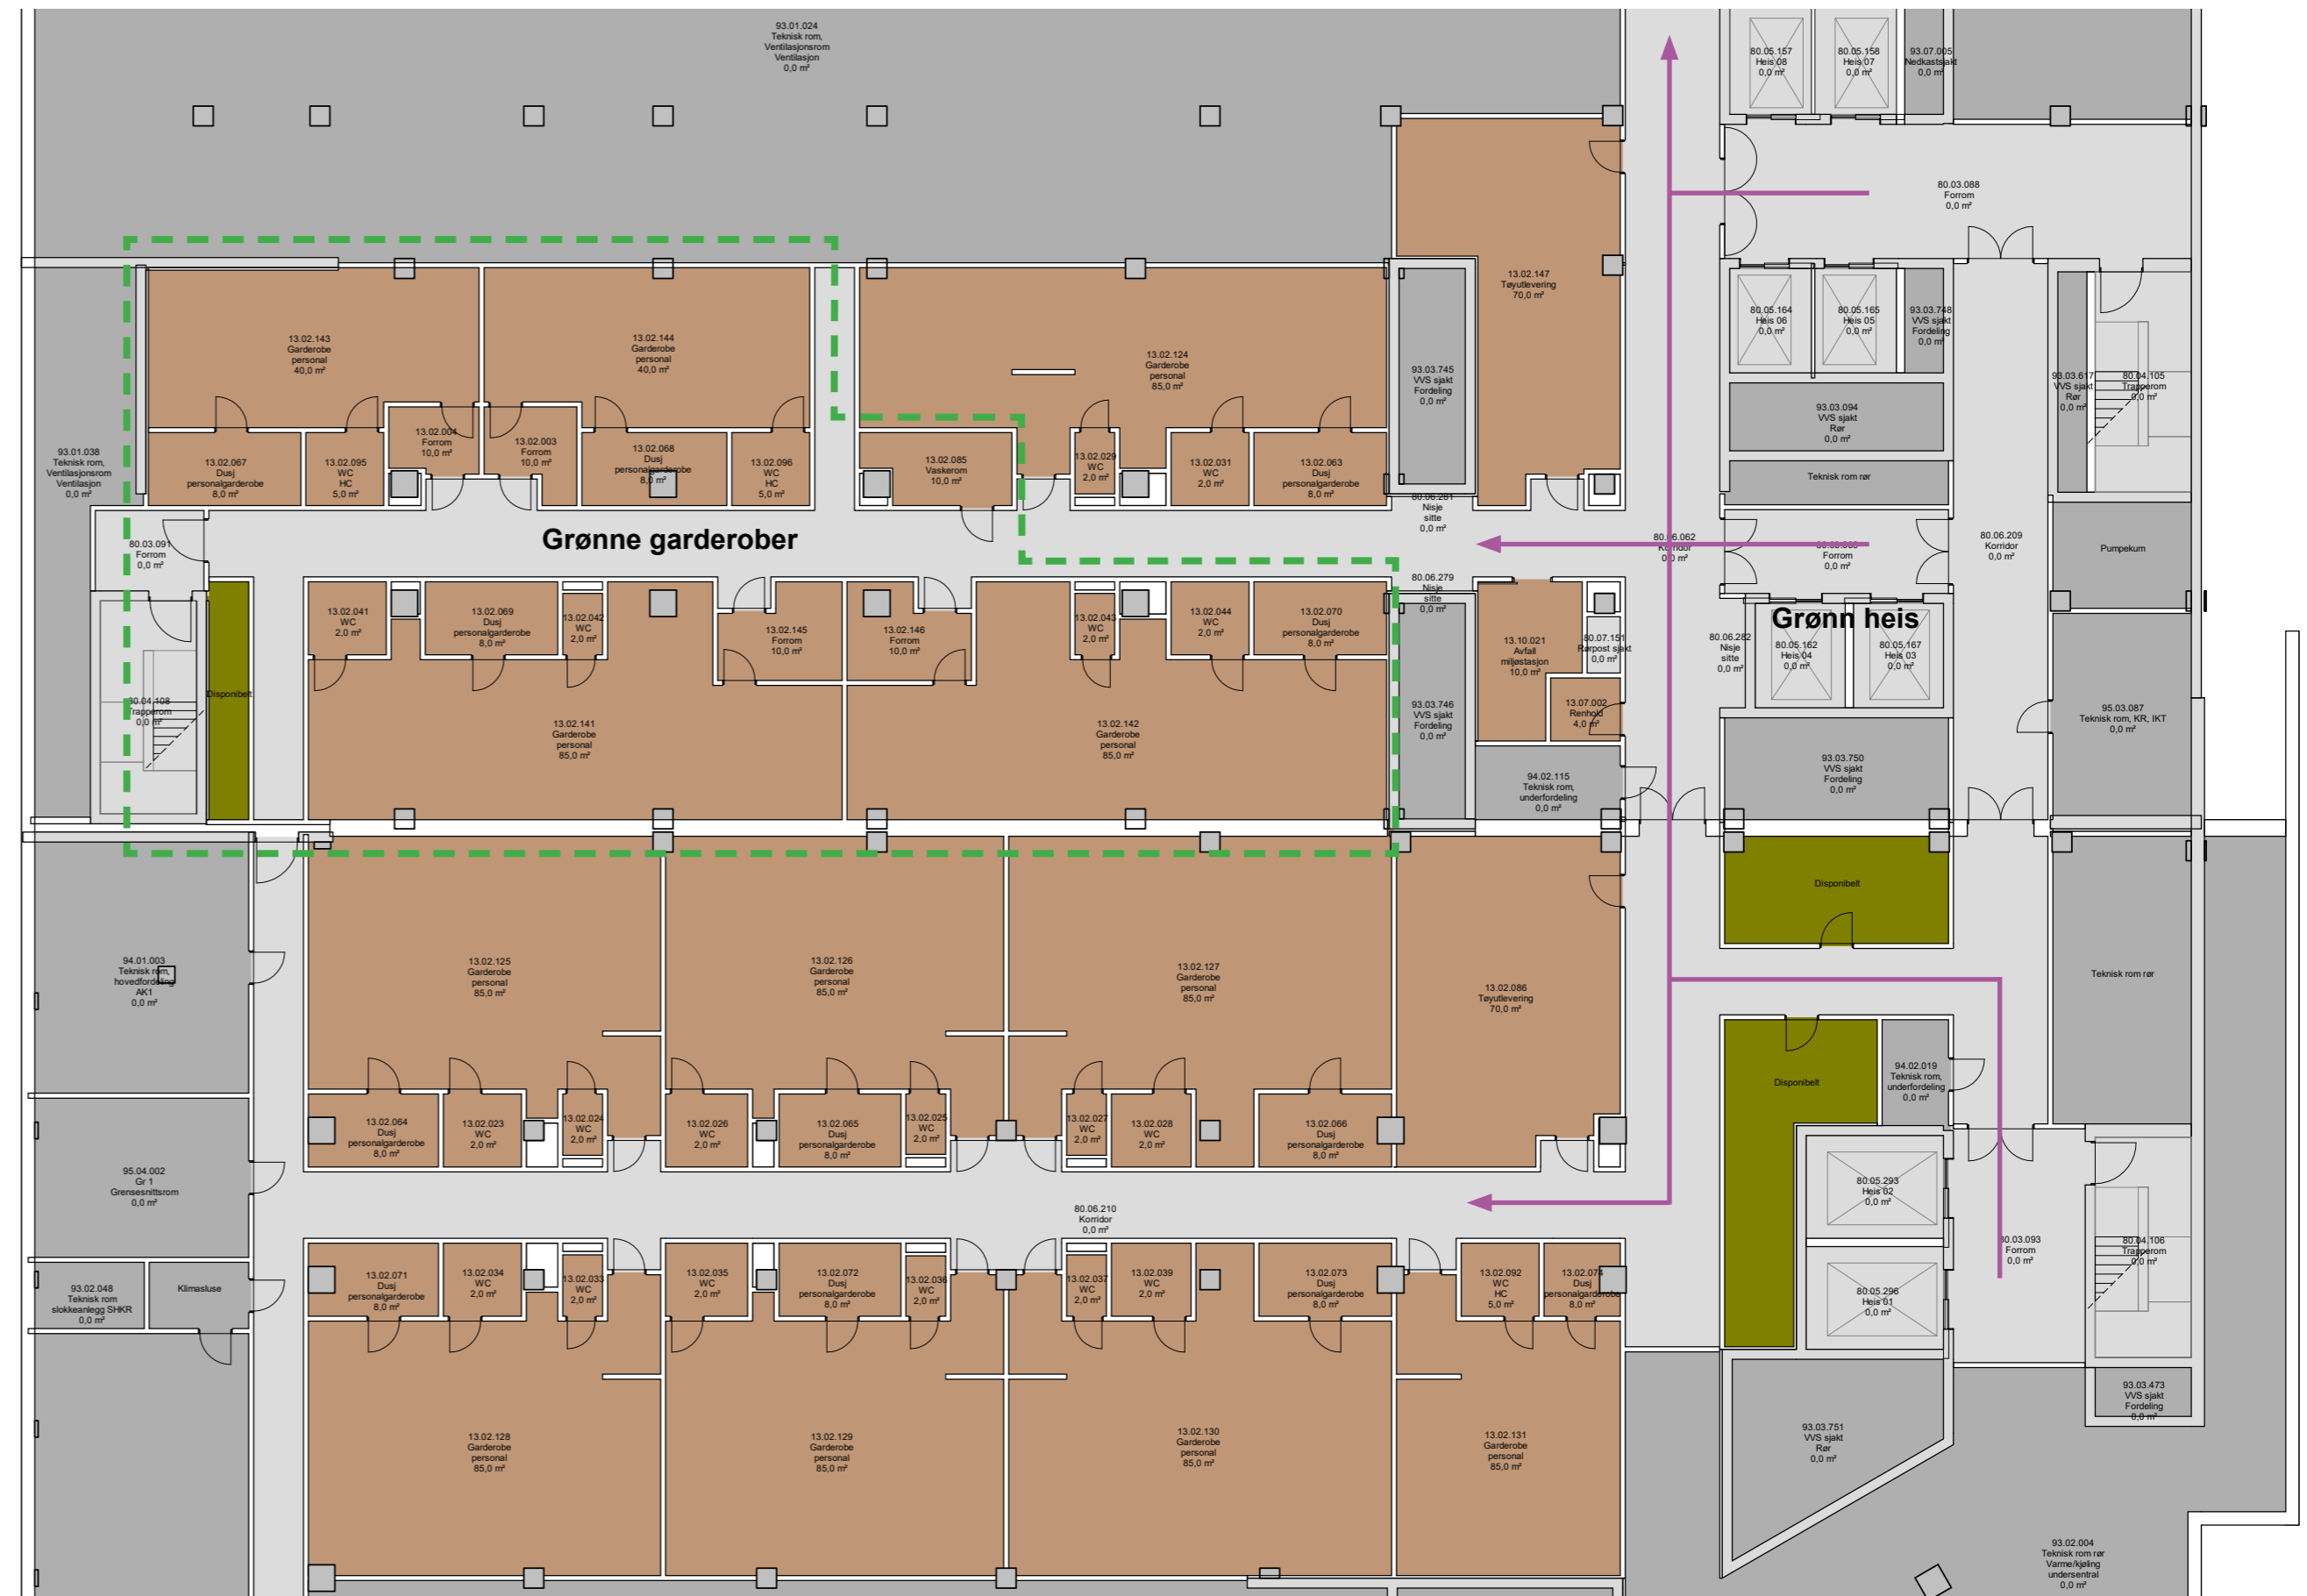 93.01.024
Teknisk rom,
Ventilasjonsrom
Ventilasjon
0,0 m²
80.05.157
Heis 08
0,0 m²
80.05.158
Heis 07
0,0 m²
93.07.005
Nedkastsjakt
0,0 m²
80.03.088
Forrom
0,0 m²
13.02.143
Garderobe
personal
40,0 m²
13.02.144
Garderobe
personal
40,0 m²
13.02.124
Garderobe
personal
85,0 m²
13.02.147
Tøyutlevering
70,0 m²
93.03.745
VVS sjakt
Fordeling
0,0 m²
80.05.164
Heis 06
0,0 m²
80.05.165
Heis 05
0,0 m²
93.03.748
VVS sjakt
Fordeling
0,0 m²
93.03.617
VVS sjakt
Rør
0,0 m²
80.04.105
Trapperom
0,0 m²
93.03.094
VVS sjakt
Rør
0,0 m²
Teknisk rom rør
93.01.038
Teknisk rom,
Ventilasjonsrom
Ventilasjon
0,0 m²
13.02.067
Dusj
personalgarderobe
8,0 m²
13.02.095
WC
HC
5,0 m²
13.02.004
Forrom
10,0 m²
13.02.003
Forrom
10,0 m²
13.02.068
Dusj
personalgarderobe
8,0 m²
13.02.096
WC
HC
5,0 m²
13.02.085
Vaskerom
10,0 m²
13.02.029
WC
2,0 m²
13.02.031
WC
2,0 m²
13.02.063
Dusj
personalgarderobe
8,0 m²
80.06.281
Nisje
sitte
0,0 m²
80.03.091
Forrom
0,0 m²
Grønne garderober
80.06.062
Korridor
0,0 m²
Forrom
0,0 m²
80.06.209
Korridor
0,0 m²
Pumpekum
13.02.041
WC
2,0 m²
13.02.069
Dusj
personalgarderobe
8,0 m²
13.02.042
WC
2,0 m²
13.02.145
Forrom
10,0 m²
13.02.146
Forrom
10,0 m²
13.02.043
WC
2,0 m²
13.02.044
WC
2,0 m²
13.02.070
Dusj
personalgarderobe
8,0 m²
80.06.279
Nisje
sitte
0,0 m²
13.10.021
Avfall
miljøstasjon
10,0 m²
80.07.151
Rørpost sjakt
0,0 m²
80.06.282
Nisje
sitte
0,0 m²
Grønn heis
80.05.162
Heis 04
0,0 m²
80.05.167
Heis 03
0,0 m²
80.04.108
Trapperom
0,0 m²
Disponibelt
13.02.141
Garderobe
personal
85,0 m²
13.02.142
Garderobe
personal
85,0 m²
93.03.746
VVS sjakt
Fordeling
0,0 m²
13.07.002
Renhold
4,0 m²
94.02.115
Teknisk rom,
underfordeling
0,0 m²
93.03.750
VVS sjakt
Fordeling
0,0 m²
95.03.087
Teknisk rom, KR, IKT
0,0 m²
Disponibelt
94.01.003
Teknisk rom,
hovedfordeling
AK1
0,0 m²
13.02.125
Garderobe
personal
85,0 m²
13.02.126
Garderobe
personal
85,0 m²
13.02.127
Garderobe
personal
85,0 m²
13.02.086
Tøyutlevering
70,0 m²
Teknisk rom rør
Disponibelt
94.02.019
Teknisk rom,
underfordeling
0,0 m²
13.02.064
Dusj
personalgarderobe
8,0 m²
13.02.023
WC
2,0 m²
13.02.024
WC
2,0 m²
13.02.026
WC
2,0 m²
13.02.065
Dusj
personalgarderobe
8,0 m²
13.02.025
WC
2,0 m²
13.02.027
WC
2,0 m²
13.02.028
WC
2,0 m²
13.02.066
Dusj
personalgarderobe
8,0 m²
95.04.002
Gr 1
Grensesnittsrom
0,0 m²
80.06.210
Korridor
0,0 m²
80.05.293
Heis 02
0,0 m²
80.03.093
Forrom
0,0 m²
80.04.106
Trapperom
0,0 m²
93.02.048
Teknisk rom
slokkeanlegg SHKR
0,0 m²
Klimasluse
13.02.071
Dusj
personalgarderobe
8,0 m²
13.02.034
WC
2,0 m²
13.02.033
WC
2,0 m²
13.02.035
WC
2,0 m²
13.02.072
Dusj
personalgarderobe
8,0 m²
13.02.036
WC
2,0 m²
13.02.037
WC
2,0 m²
13.02.039
WC
2,0 m²
13.02.073
Dusj
personalgarderobe
8,0 m²
13.02.092
WC
HC
5,0 m²
13.02.074
Dusj
personalgarderobe
8,0 m²
80.05.296
Heis 01
0,0 m²
13.02.128
Garderobe
personal
85,0 m²
13.02.129
Garderobe
personal
85,0 m²
13.02.130
Garderobe
personal
85,0 m²
13.02.131
Garderobe
personal
85,0 m²
93.03.751
VVS sjakt
Rør
0,0 m²
93.03.473
VVS sjakt
Fordeling
0,0 m²
93.02.004
Teknisk rom rør
Varme/kjøling
undersentral
0,0 m²